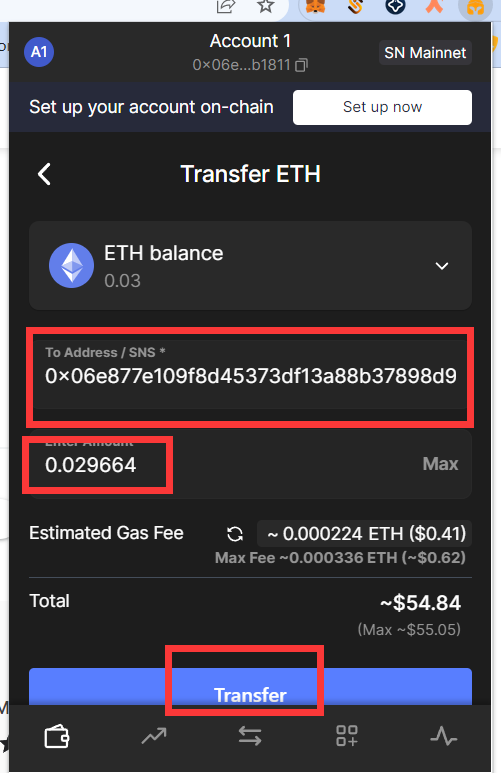 A1
Account 1
0×06e...b1811
SN Mainnet
Set up your account on-chain
Set up now
Transfer ETH
ETH balance
0.03
To Address / SNS *
0×06e877e109f8d45373df13a88b37898d9
Enter Amount
0.029664
Max
Estimated Gas Fee
~ 0.000224 ETH ($0.41)
Max Fee ~0.000336 ETH (~$0.62)
Total
~$54.84
(Max ~$55.05)
Transfer